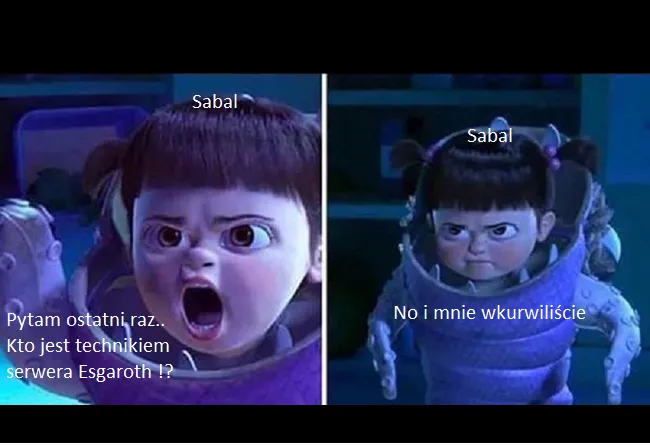 Sabal
Pytam ostatni raz..
Kto jest technikiem
serwera Esgaroth !?
Sabal
No i mnie wkurwiliście